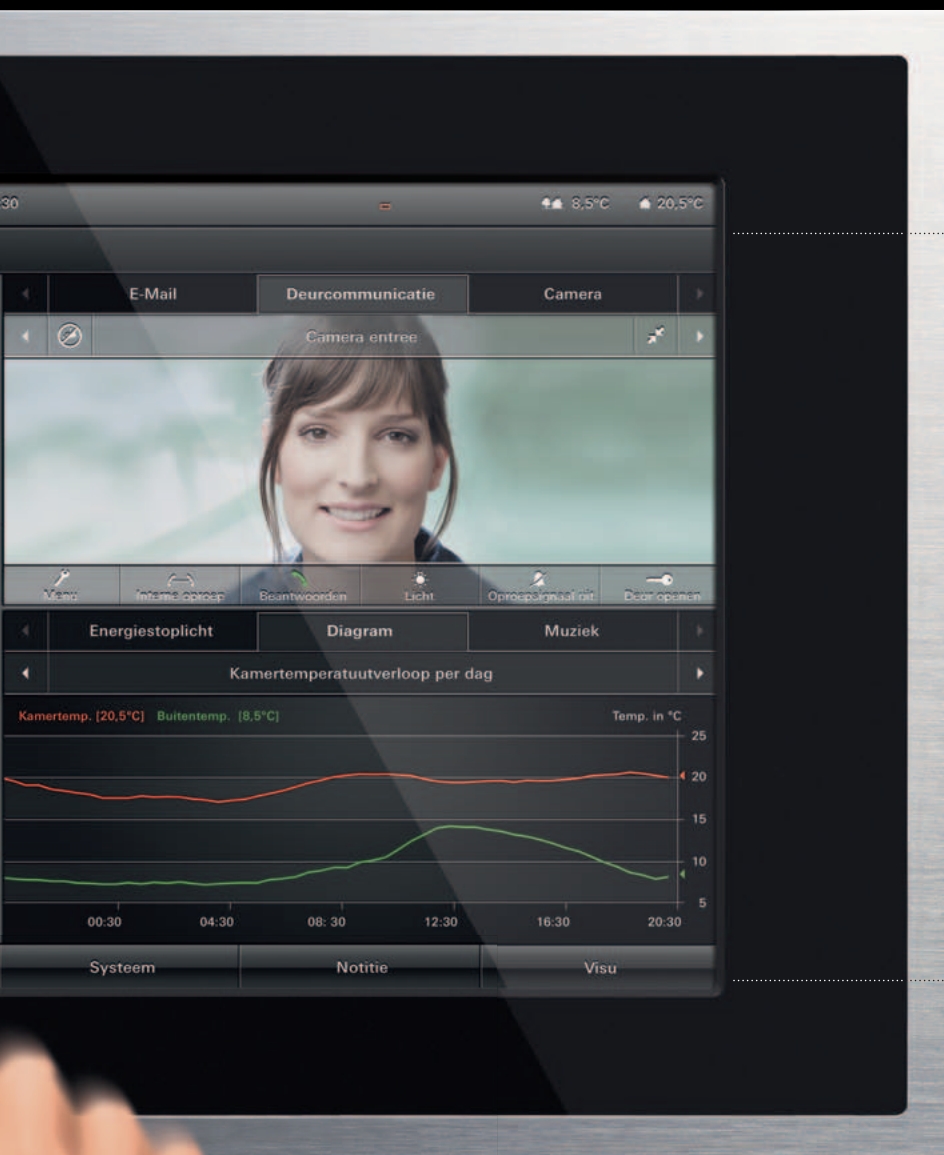 :30 8,5°C 20,5°C
E-Mail Deurcommunicatie Camera
Camera entree
Menu Interne oproep Beantwoorden Licht Oproepsignaal uit Deur openen
Energiestoplicht Diagram Muziek
Kamertemperatuutverloop per dag
Kamertemp. [20,5°C] Buitentemp. [8,5°C] Temp. in °C
25
20
15
10
5
00:30 04:30 08: 30 12:30 16:30 20:30
Systeem Notitie Visu